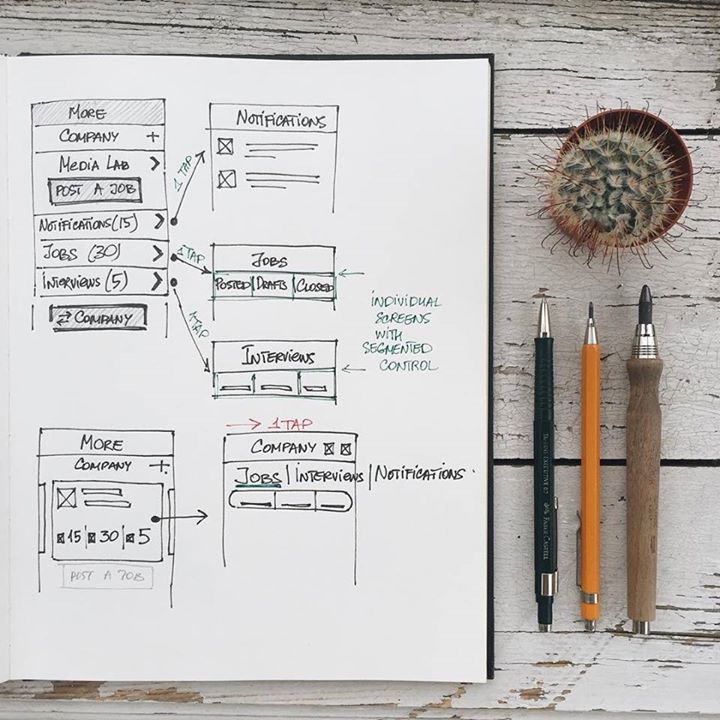 MORE
COMPANY +
MEDIA LAB >
POST A JOB
NOTIFICATIONS (15) >
JOBS (30) >
INTERVIEWS (5) >
⇄ COMPANY
1 TAP
NOTIFICATIONS
1 TAP
JOBS
POSTED | DRAFTS | CLOSED
1 TAP
INTERVIEWS
INDIVIDUAL
SCREENS
WITH
SEGMENTED
CONTROL
MORE
COMPANY +
15 | 30 | 5
POST A JOB
→ 1 TAP
COMPANY
JOBS | INTERVIEWS | NOTIFICATIONS
FABER CASTELL